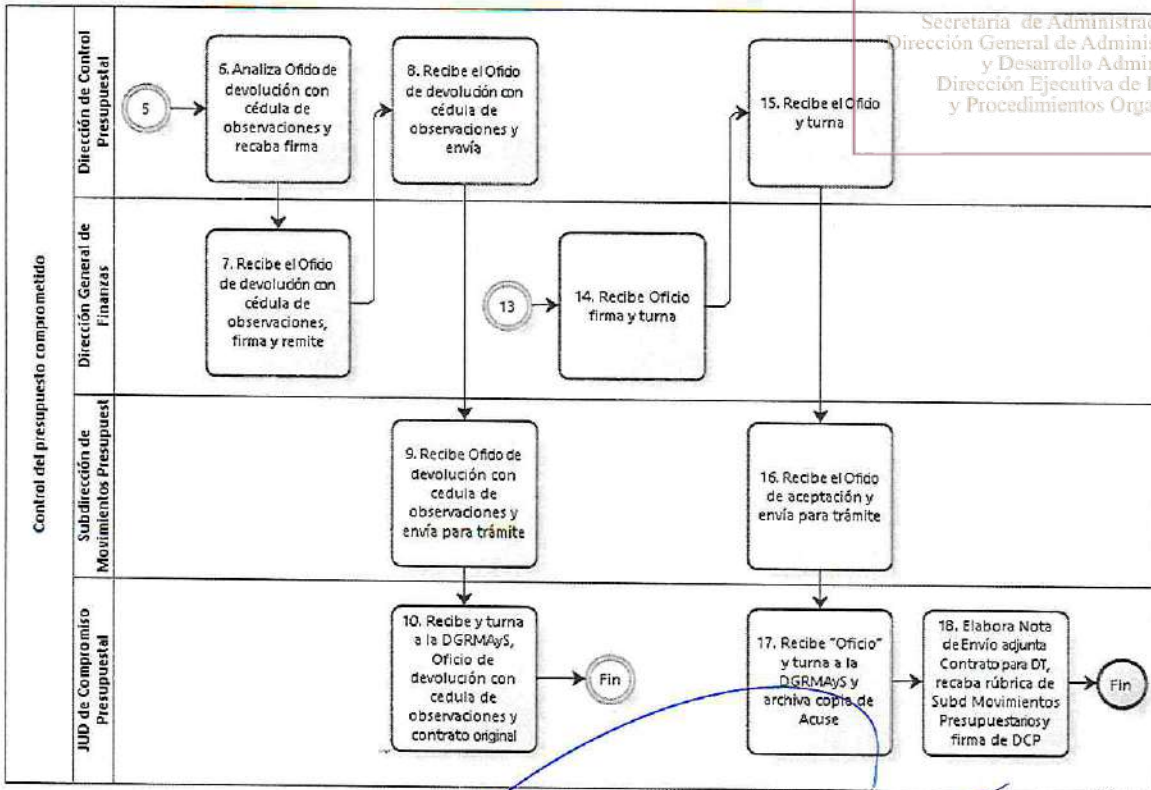 Secretaría de Administrac
Dirección General de Adminis
y Desarrollo Admin
Dirección Ejecutiva de
y Procedimientos Orga
Control del presupuesto comprometido
Dirección de Control
Presupuestal
5
6. Analiza Oficio de
devolución con
cédula de
observaciones y
recaba firma
8. Recibe el Oficio
de devolución con
cédula de
observaciones y
envía
15. Recibe el Oficio
y turna
Dirección General de
Finanzas
7. Recibe el Oficio
de devolución con
cédula de
observaciones,
firma y remite
13
14. Recibe Oficio
firma y turna
Subdirección de
Movimientos Presupuest
9. Recibe Oficio de
devolución con
cedula de
observaciones y
envía para trámite
16. Recibe el Oficio
de aceptación y
envía para trámite
JUD de Compromiso
Presupuestal
10. Recibe y turna
a la DGRMAyS,
Oficio de
devolución con
cedula de
observaciones y
contrato original
Fin
17. Recibe "Oficio"
y turna a la
DGRMAyS y
archiva copia de
Acuse
18. Elabora Nota
de Envío adjunta
Contrato para DT,
recaba rúbrica de
Subd Movimientos
Presupuestarios y
firma de DCP
Fin